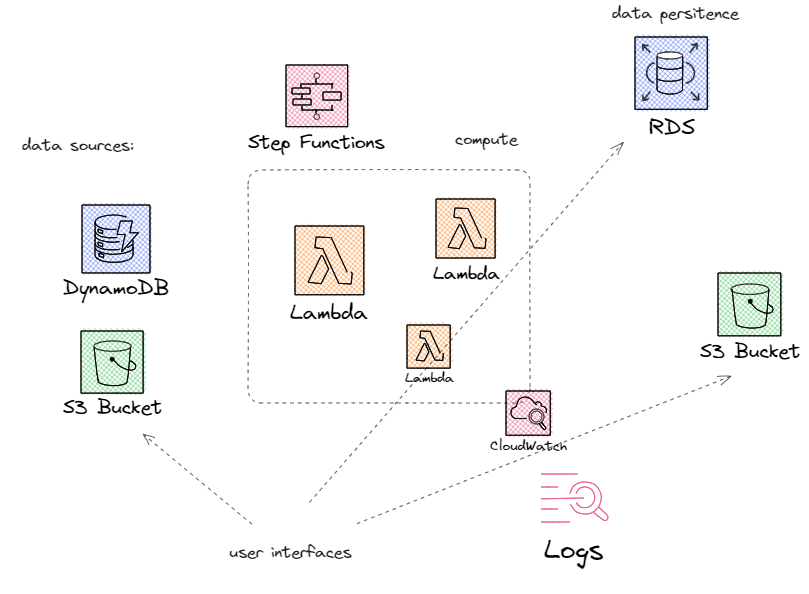 data persitence
RDS
Step Functions
compute
data sources:
DynamoDB
Lambda
Lambda
Lambda
S3 Bucket
S3 Bucket
CloudWatch
user interfaces
Logs